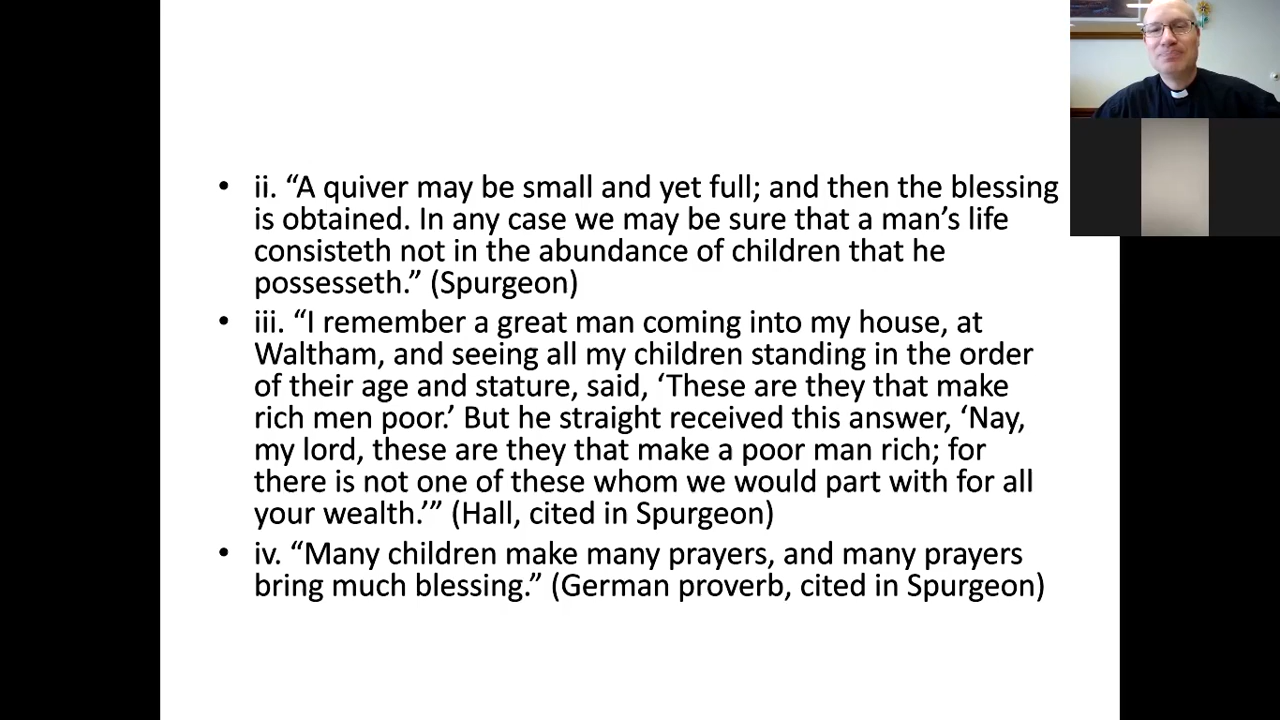 • ii. “A quiver may be small and yet full; and then the blessing
is obtained. In any case we may be sure that a man’s life
consisteth not in the abundance of children that he
possesseth.” (Spurgeon)
• iii. “I remember a great man coming into my house, at
Waltham, and seeing all my children standing in the order
of their age and stature, said, ‘These are they that make
rich men poor.’ But he straight received this answer, ‘Nay,
my lord, these are they that make a poor man rich; for
there is not one of these whom we would part with for all
your wealth.’” (Hall, cited in Spurgeon)
• iv. “Many children make many prayers, and many prayers
bring much blessing.” (German proverb, cited in Spurgeon)